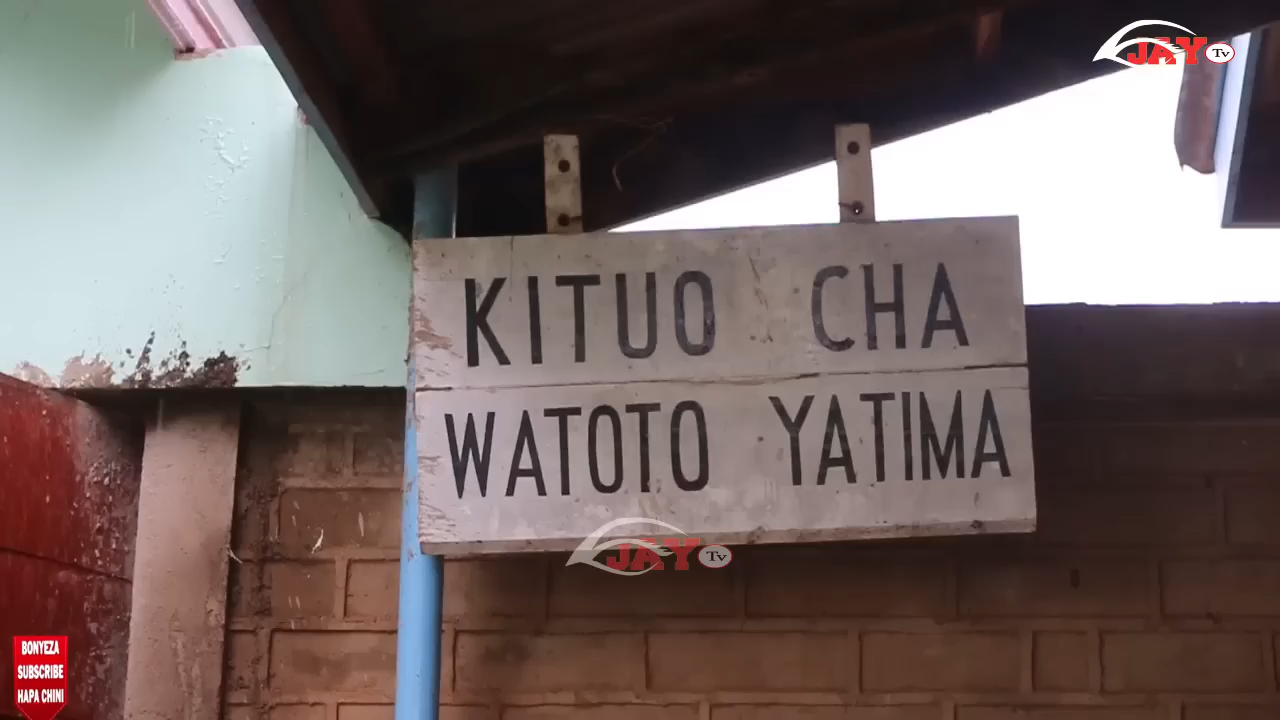 JAY Tv
KITUO CHA
WATOTO YATIMA
JAY Tv
BONYEZA
SUBSCRIBE
HAPA CHINI